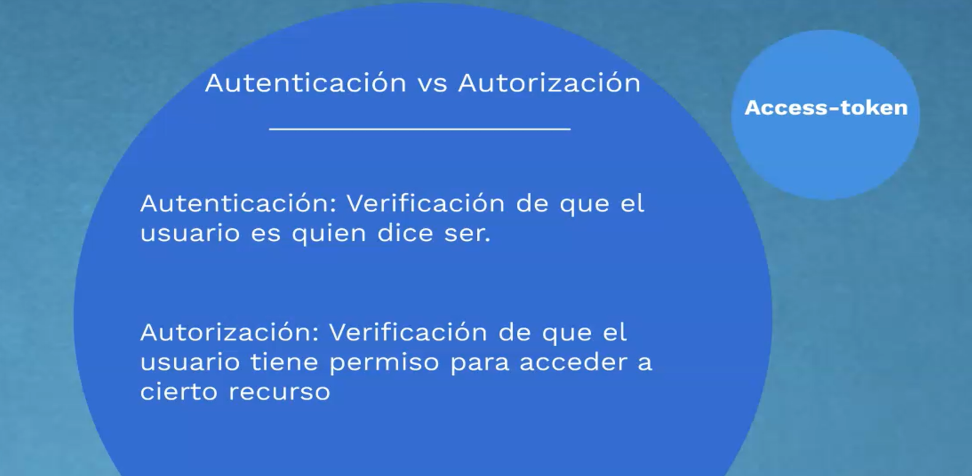 Autenticación vs Autorización
Access-token
Autenticación: Verificación de que el
usuario es quien dice ser.
Autorización: Verificación de que el
usuario tiene permiso para acceder a
cierto recurso